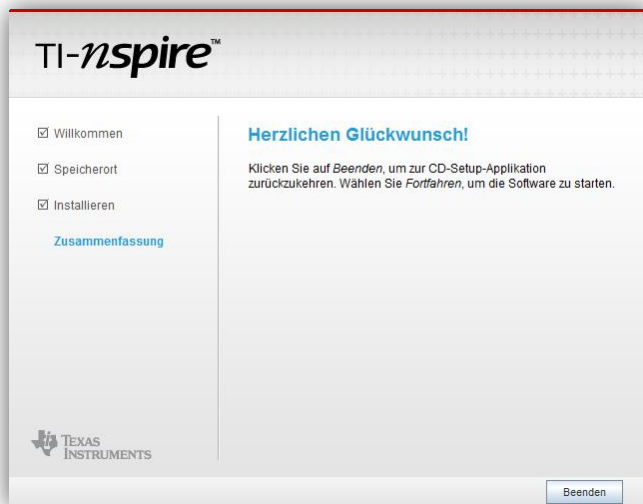 TI-nspire™
Willkommen
Speicherort
Installieren
Zusammenfassung
Herzlichen Glückwunsch!
Klicken Sie auf Beenden, um zur CD-Setup-Applikation
zurückzukehren. Wählen Sie Fortfahren, um die Software zu starten.
TEXAS
INSTRUMENTS
Beenden